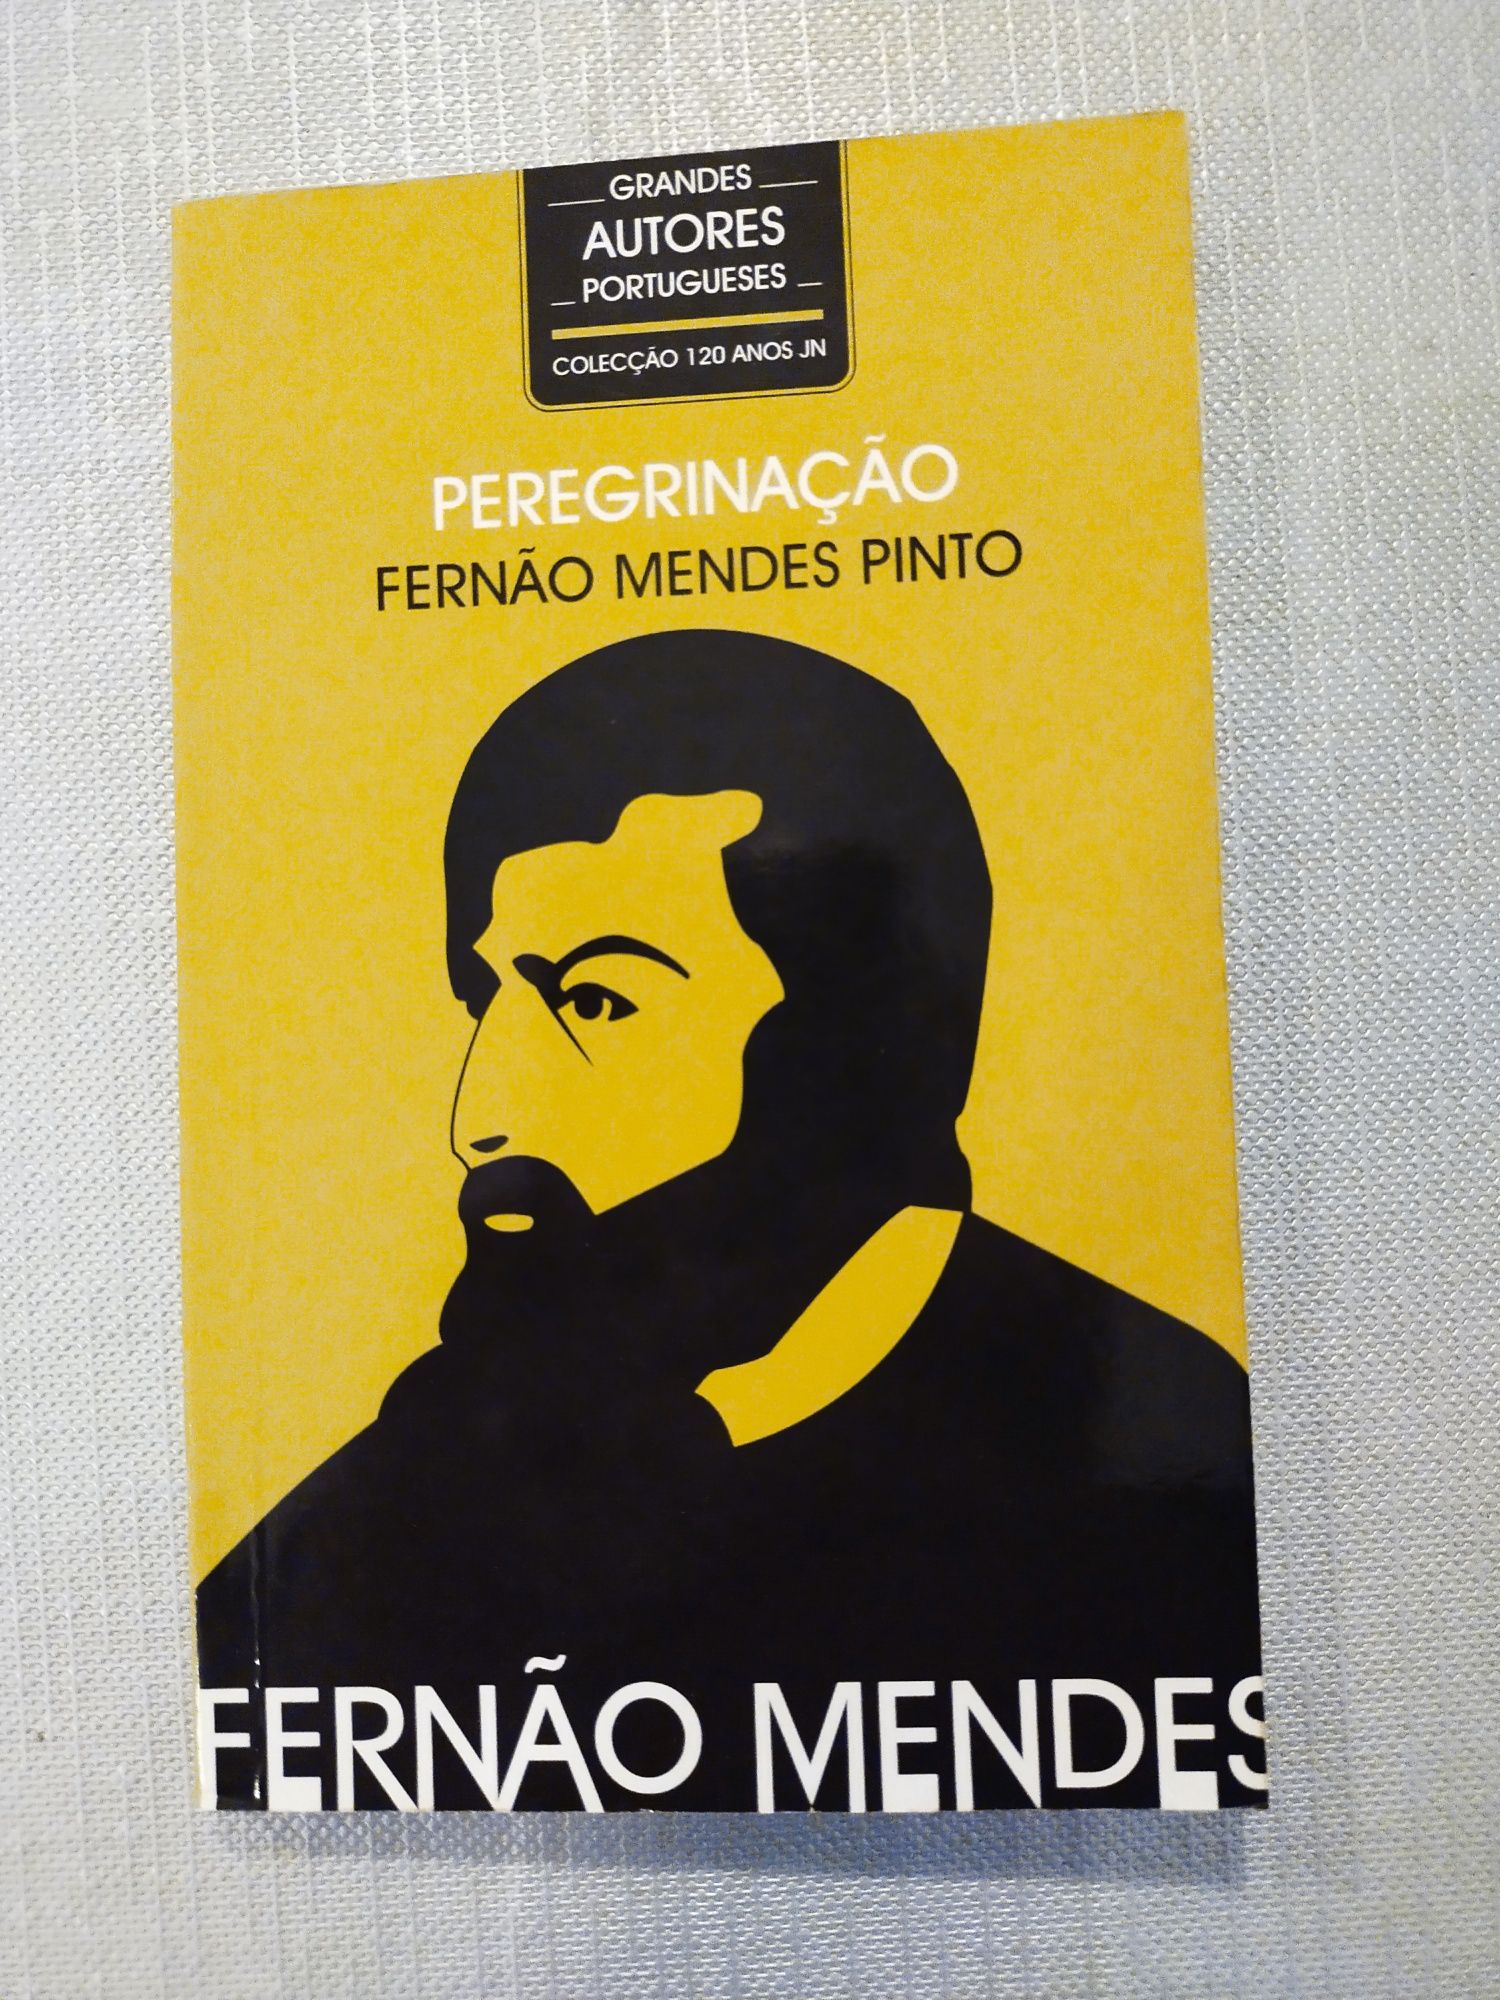 GRANDES
AUTORES
PORTUGUESES
COLECÇÃO 120 ANOS JN
PEREGRINAÇÃO
FERNÃO MENDES PINTO
FERNÃO MENDES